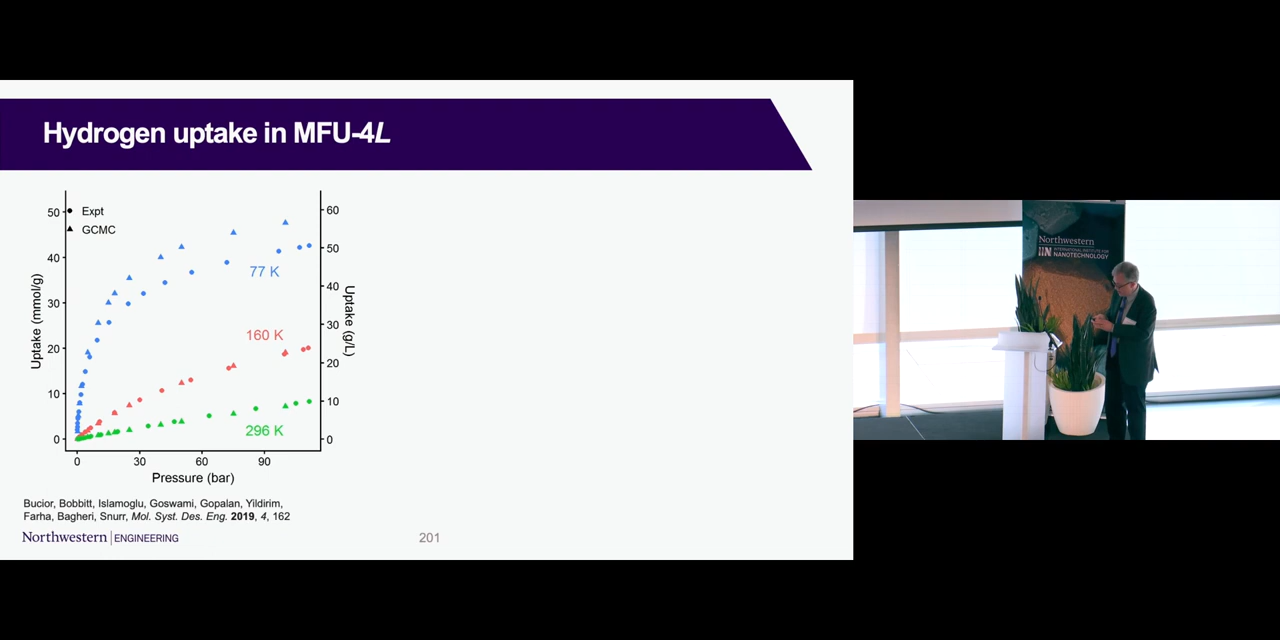 Hydrogen uptake in MFU-4L
50
40
30
20
10
0
Expt
GCMC
77 K
160 K
296 K
60
50
40
30
20
10
0
Uptake (mmol/g)
Uptake (g/L)
0 30 60 90
Pressure (bar)
Bucior, Bobbitt, Islamoglu, Goswami, Gopalan, Yildirim,
Farha, Bagheri, Snurr, Mol. Syst. Des. Eng. 2019, 4, 162
Northwestern | ENGINEERING
201
Northwestern
INTERNATIONAL INSTITUTE FOR
NANOTECHNOLOGY